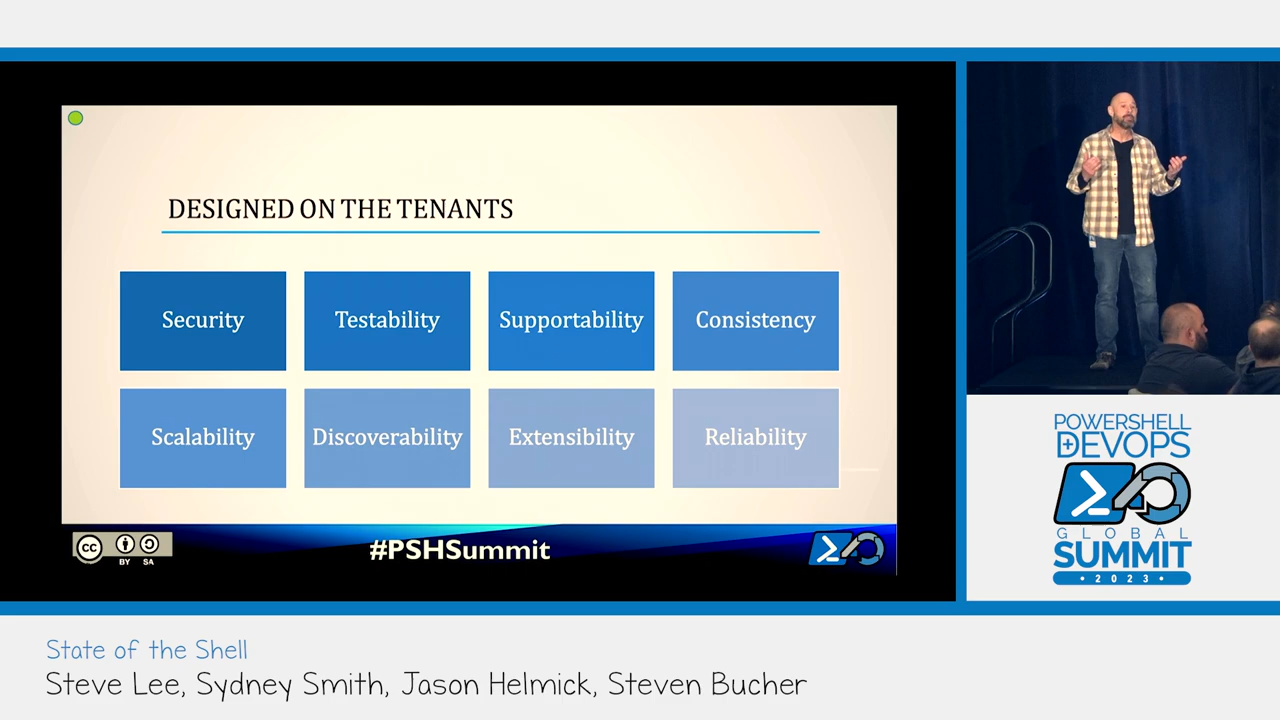 DESIGNED ON THE TENANTS
Security
Testability
Supportability
Consistency
Scalability
Discoverability
Extensibility
Reliability
cc
BY SA
#PSHSummit
POWERSHELL
+DEVOPS
GLOBAL
SUMMIT
• 2023 •
State of the Shell
Steve Lee, Sydney Smith, Jason Helmick, Steven Bucher